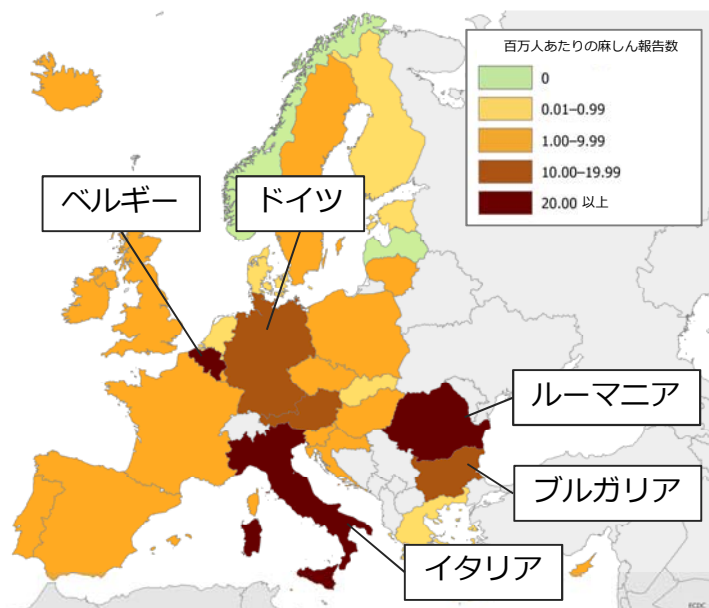 百万人あたりの麻しん報告数
0
0.01–0.99
1.00–9.99
10.00–19.99
20.00 以上
ベルギー
ドイツ
ルーマニア
ブルガリア
イタリア
ECDC